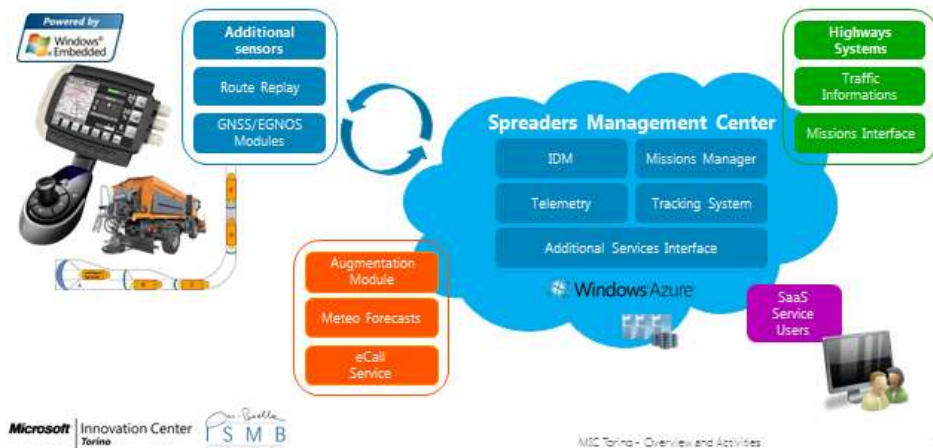 Powered by
Windows®
Embedded
Additional
sensors
Route Replay
GNSS/EGNOS
Modules
Highways
Systems
Traffic
Informations
Missions Interface
Spreaders Management Center
IDM
Missions Manager
Telemetry
Tracking System
Additional Services Interface
Windows Azure
Augmentation
Module
Meteo Forecasts
eCall
Service
SaaS
Service
Users
Microsoft
Innovation Center
Torino
ISMB
MIC Torino - Overview and Activities